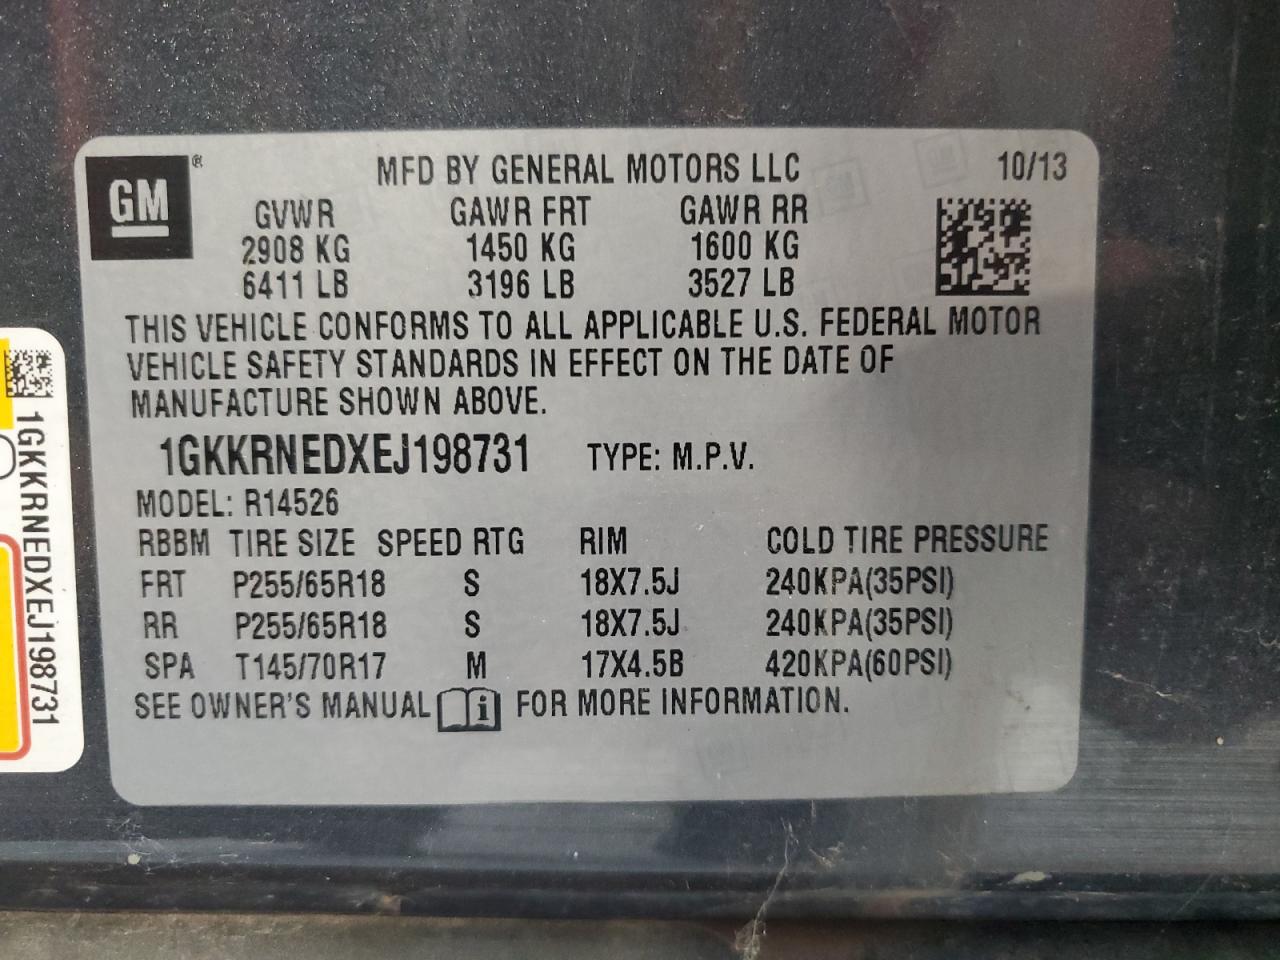 GM ®
MFD BY GENERAL MOTORS LLC 10/13
GVWR GAWR FRT GAWR RR
2908 KG 1450 KG 1600 KG
6411 LB 3196 LB 3527 LB
THIS VEHICLE CONFORMS TO ALL APPLICABLE U.S. FEDERAL MOTOR
VEHICLE SAFETY STANDARDS IN EFFECT ON THE DATE OF
MANUFACTURE SHOWN ABOVE.
1GKKRNEDXEJ198731 TYPE: M.P.V.
MODEL: R14526
RBBM TIRE SIZE SPEED RTG RIM COLD TIRE PRESSURE
FRT P255/65R18 S 18X7.5J 240KPA(35PSI)
RR P255/65R18 S 18X7.5J 240KPA(35PSI)
SPA T145/70R17 M 17X4.5B 420KPA(60PSI)
SEE OWNER'S MANUAL i FOR MORE INFORMATION.
1GKKRNEDXEJ198731